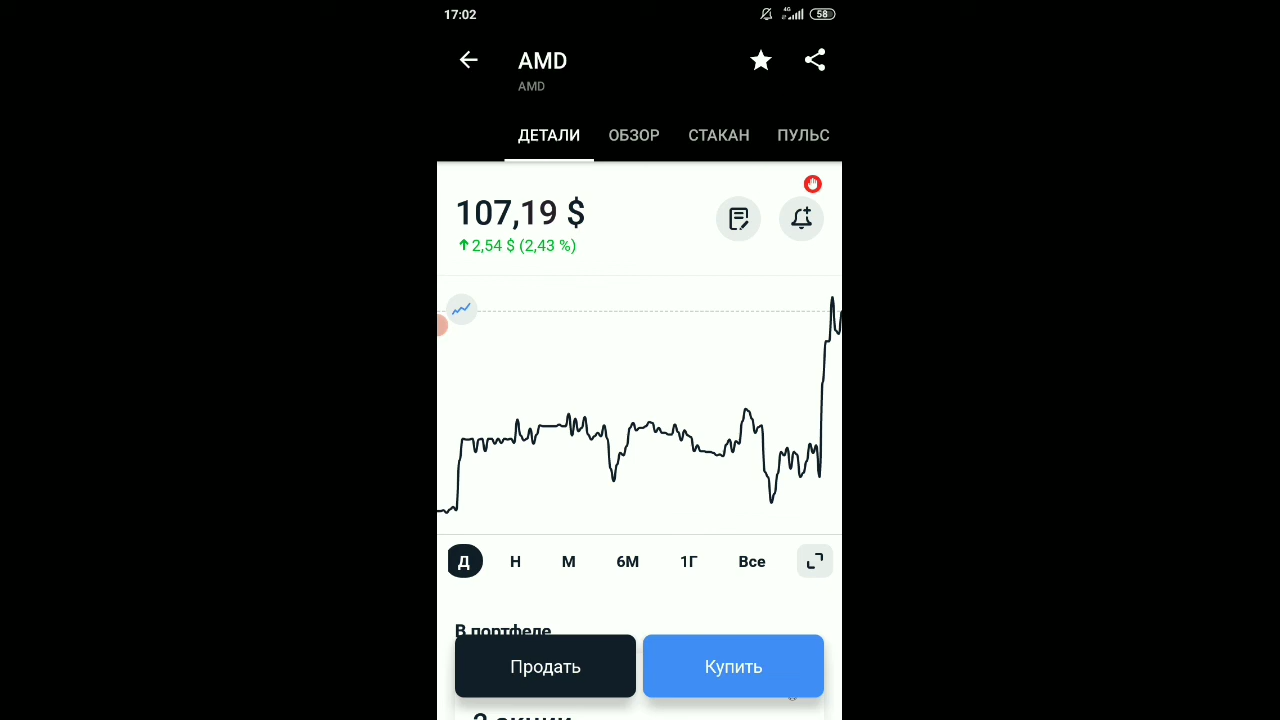 17:02
4G
58
AMD
AMD
ДЕТАЛИ ОБЗОР СТАКАН ПУЛЬС
107,19 $
2,54 $ (2,43 %)
Д Н М 6М 1Г Все
В портфеле
Продать Купить